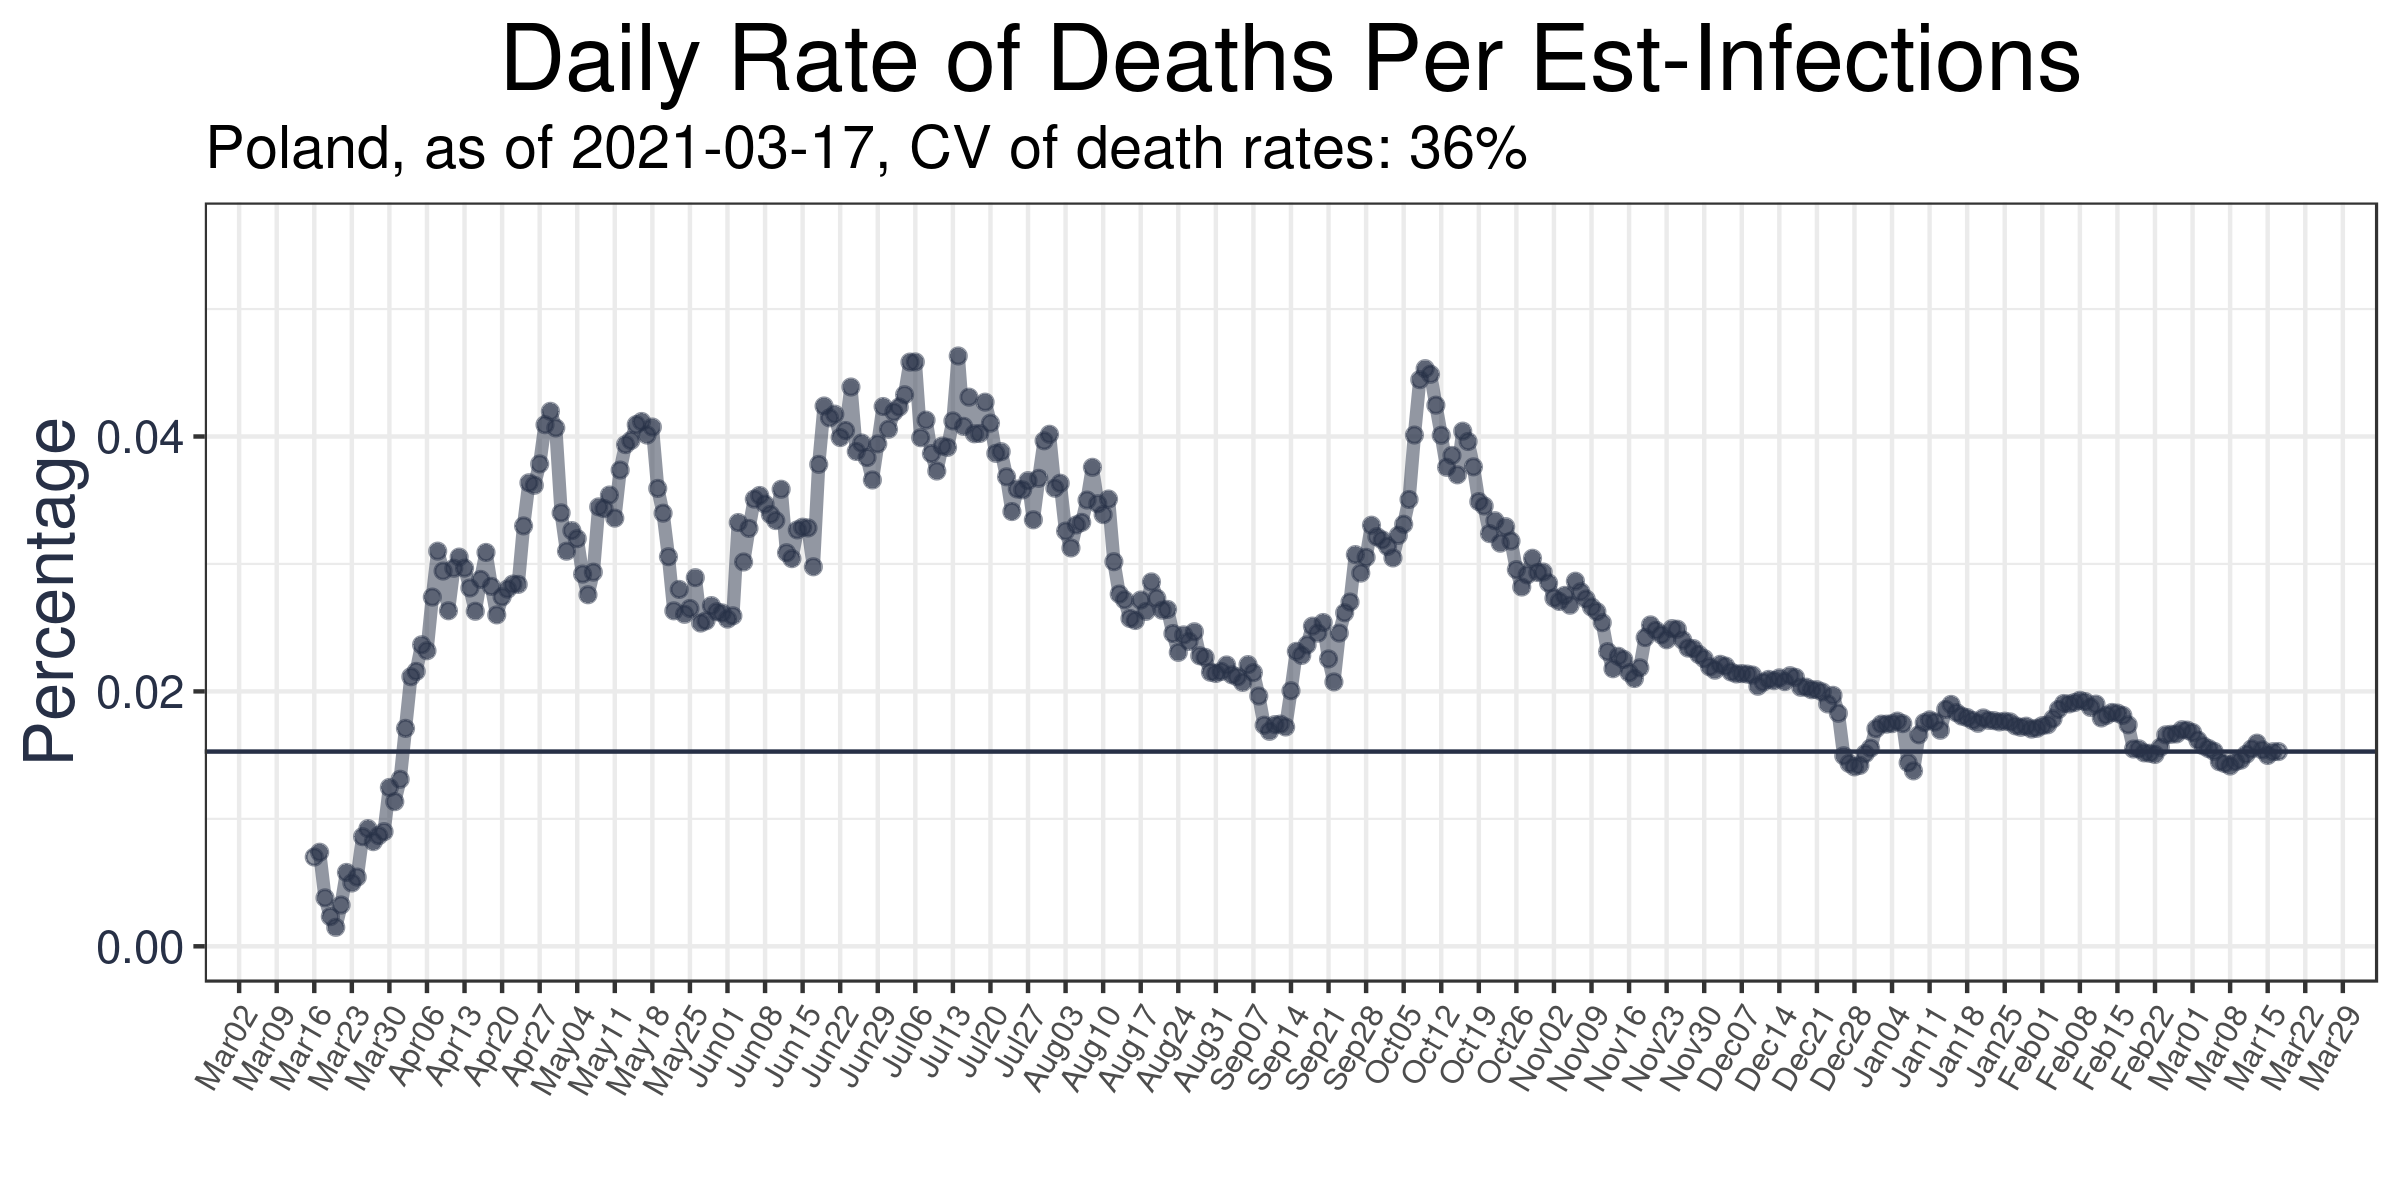 Daily Rate of Deaths Per Est-Infections
Poland, as of 2021-03-17, CV of death rates: 36%
Percentage
0.04
0.02
0.00
Mar02 Mar09 Mar16 Mar23 Mar30 Apr06 Apr13 Apr20 Apr27 May04 May11 May18 May25 Jun01 Jun08 Jun15 Jun22 Jun29 Jul06 Jul13 Jul20 Jul27 Aug03 Aug10 Aug17 Aug24 Aug31 Sep07 Sep14 Sep21 Sep28 Oct05 Oct12 Oct19 Oct26 Nov02 Nov09 Nov16 Nov23 Nov30 Dec07 Dec14 Dec21 Dec28 Jan04 Jan11 Jan18 Jan25 Feb01 Feb08 Feb15 Feb22 Mar01 Mar08 Mar15 Mar22 Mar29